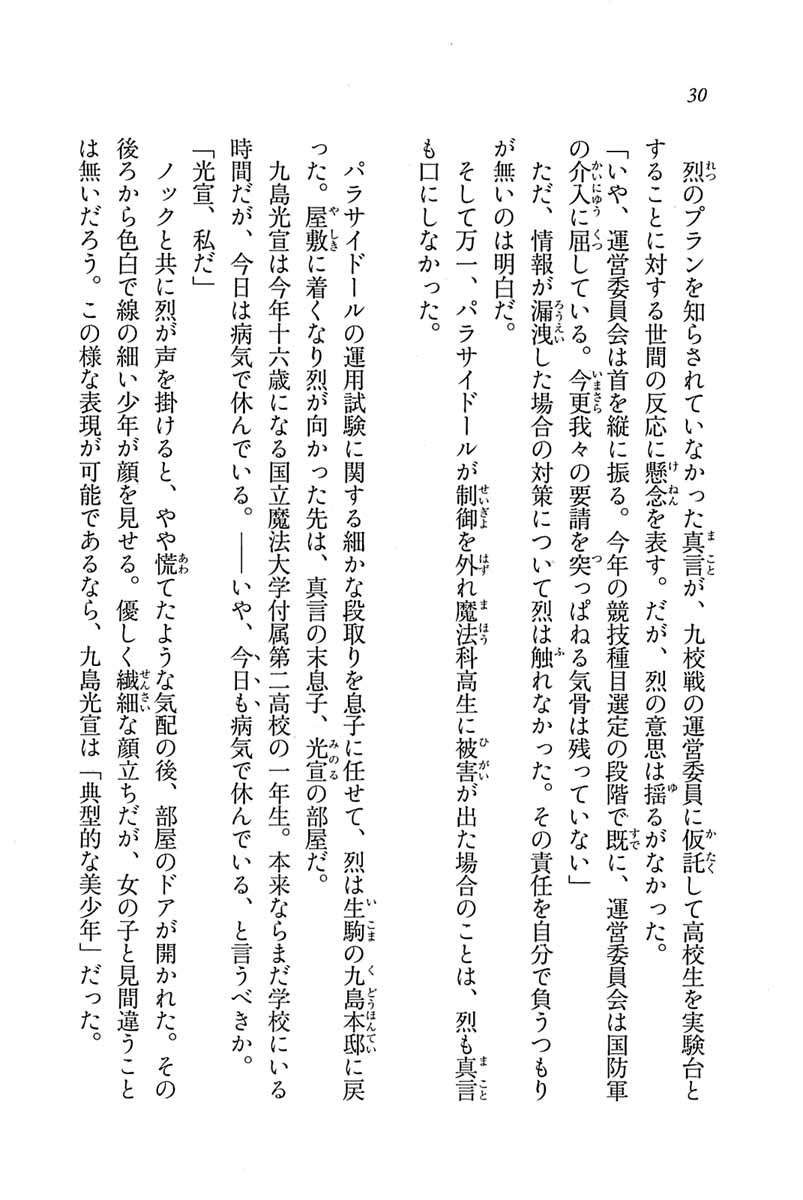 30
烈のプランを知らされていなかった真言が、九校戦の運営委員に仮託して高校生を実験台と
することに対する世間の反応に懸念を表す。だが、烈の意思は揺るがなかった。
「いや、運営委員会は首を縦に振る。今年の競技種目選定の段階で既に、運営委員会は国防軍
の介入に屈している。今更我々の要請を突っぱねる気骨は残っていない」
ただ、情報が漏洩した場合の対策について烈は触れなかった。その責任を自分で負うつもり
が無いのは明白だ。
そして万一、パラサイドールが制御を外れ魔法科高生に被害が出た場合のことは、烈も真言
も口にしなかった。
パラサイドールの運用試験に関する細かな段取りを息子に任せて、烈は生駒の九島本邸に戻
った。屋敷に着くなり烈が向かった先は、真言の末息子、光宣の部屋だ。
九島光宣は今年十六歳になる国立魔法大学付属第二高校の一年生。本来ならまだ学校にいる
時間だが、今日は病気で休んでいる。——いや、今日も病気で休んでいる、と言うべきか。
「光宣、私だ」
ノックと共に烈が声を掛けると、やや慌てたような気配の後、部屋のドアが開かれた。その
後ろから色白で線の細い少年が顔を見せる。優しく繊細な顔立ちだが、女の子と見間違うこと
は無いだろう。この様な表現が可能であるなら、九島光宣は「典型的な美少年」だった。